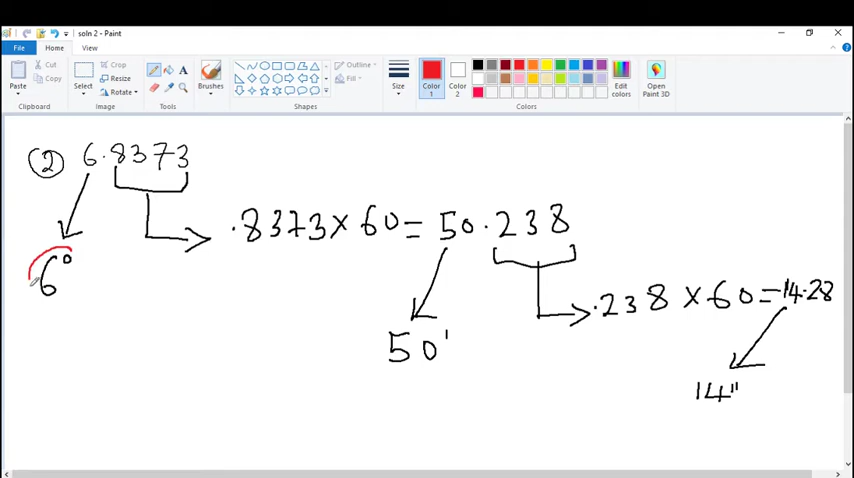 soln 2 - Paint
File Home View
Paste Cut Copy Clipboard
Select Crop Resize Rotate Image
A Tools
Brushes
Shapes Outline Fill
Size
Color 1 Color 2 Edit colors Colors
Open Paint 3D
2 6.8373
.8373 x 60 = 50.238
6°
.238 x 60 = 14.28
50'
14"